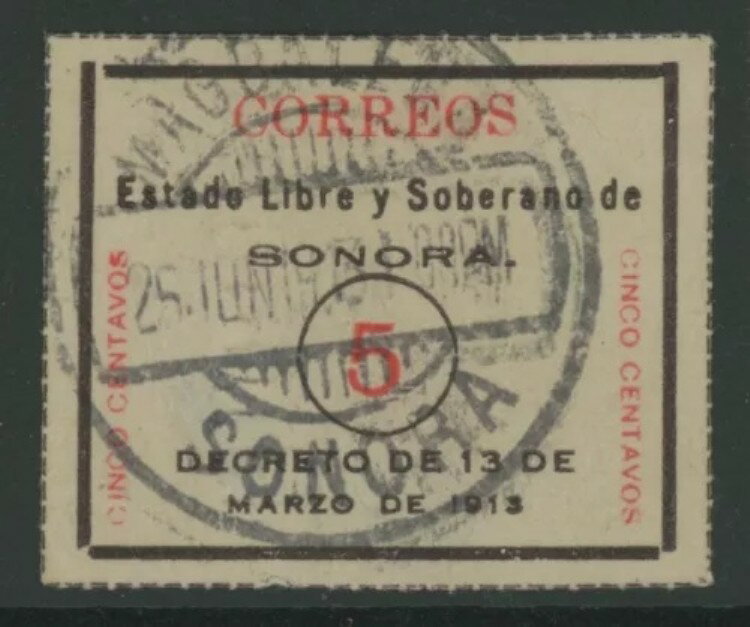 CORREOS
Estado Libre y Soberano de
SONORA.
5
CINCO CENTAVOS
CINCO CENTAVOS
DECRETO DE 13 DE
MARZO DE 1913
MAGDALENA
25 JUN
SONORA